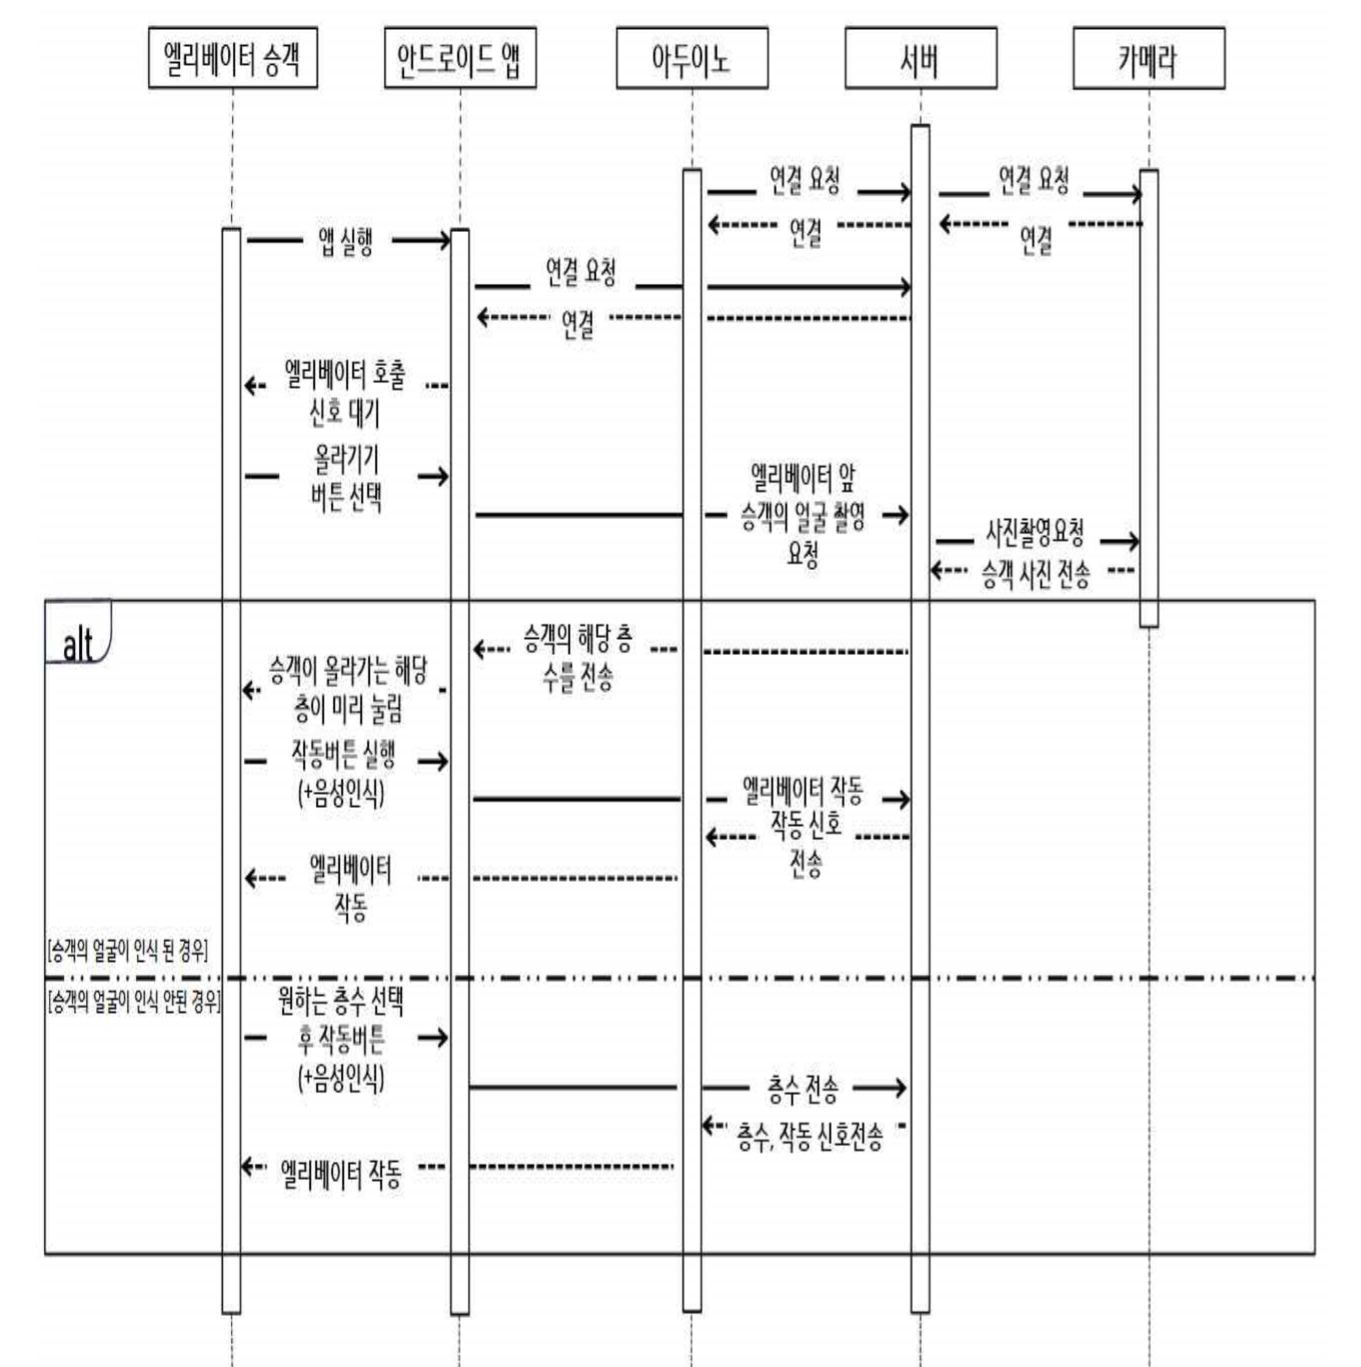 엘리베이터 승객
안드로이드 앱
아두이노
서버
카메라
연결 요청
연결 요청
연결
연결
앱 실행
연결 요청
연결
엘리베이터 호출
신호 대기
올라기기
버튼 선택
엘리베이터 앞
승객의 얼굴 촬영
요청
사진촬영요청
승객 사진 전송
alt
승객의 해당 층
수를 전송
승객이 올라가는 해당
층이 미리 눌림
작동버튼 실행
(+음성인식)
엘리베이터 작동
작동 신호
전송
엘리베이터
작동
[승객의 얼굴이 인식 된 경우]
[승객의 얼굴이 인식 안된 경우]
원하는 층수 선택
후 작동버튼
(+음성인식)
층수 전송
층수, 작동 신호전송
엘리베이터 작동